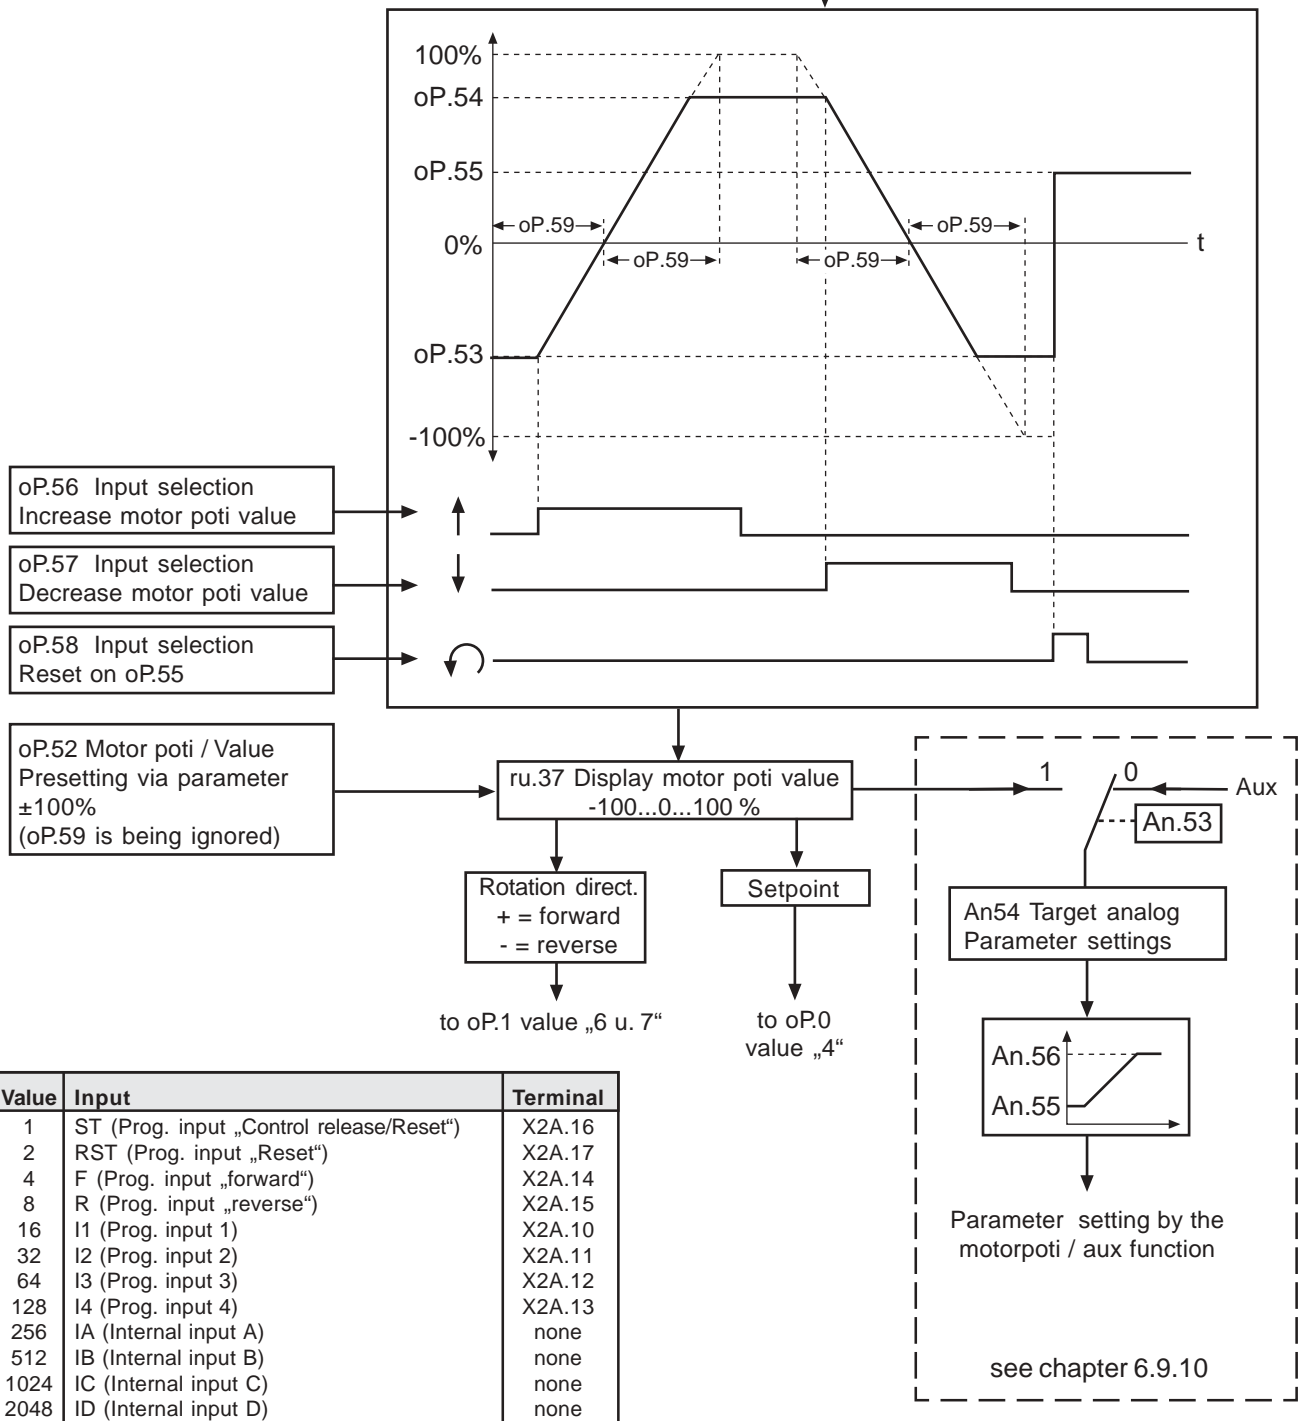 100%
oP.54
oP.55
oP.59
oP.59
0%
t
oP.59
oP.59
oP.53
-100%
oP.56 Input selection
Increase motor poti value
oP.57 Input selection
Decrease motor poti value
oP.58 Input selection
Reset on oP.55
oP.52 Motor poti / Value
Presetting via parameter
±100%
(oP.59 is being ignored)
ru.37 Display motor poti value
-100...0...100 %
1
0
Aux
An.53
Rotation direct.
+ = forward
- = reverse
Setpoint
An54 Target analog
Parameter settings
to oP.1 value „6 u. 7“
to oP.0
value „4“
An.56
An.55
Parameter setting by the
motorpoti / aux function
see chapter 6.9.10
Value Input Terminal
1 ST (Prog. input „Control release/Reset“) X2A.16
2 RST (Prog. input „Reset“) X2A.17
4 F (Prog. input „forward“) X2A.14
8 R (Prog. input „reverse“) X2A.15
16 I1 (Prog. input 1) X2A.10
32 I2 (Prog. input 2) X2A.11
64 I3 (Prog. input 3) X2A.12
128 I4 (Prog. input 4) X2A.13
256 IA (Internal input A) none
512 IB (Internal input B) none
1024 IC (Internal input C) none
2048 ID (Internal input D) none